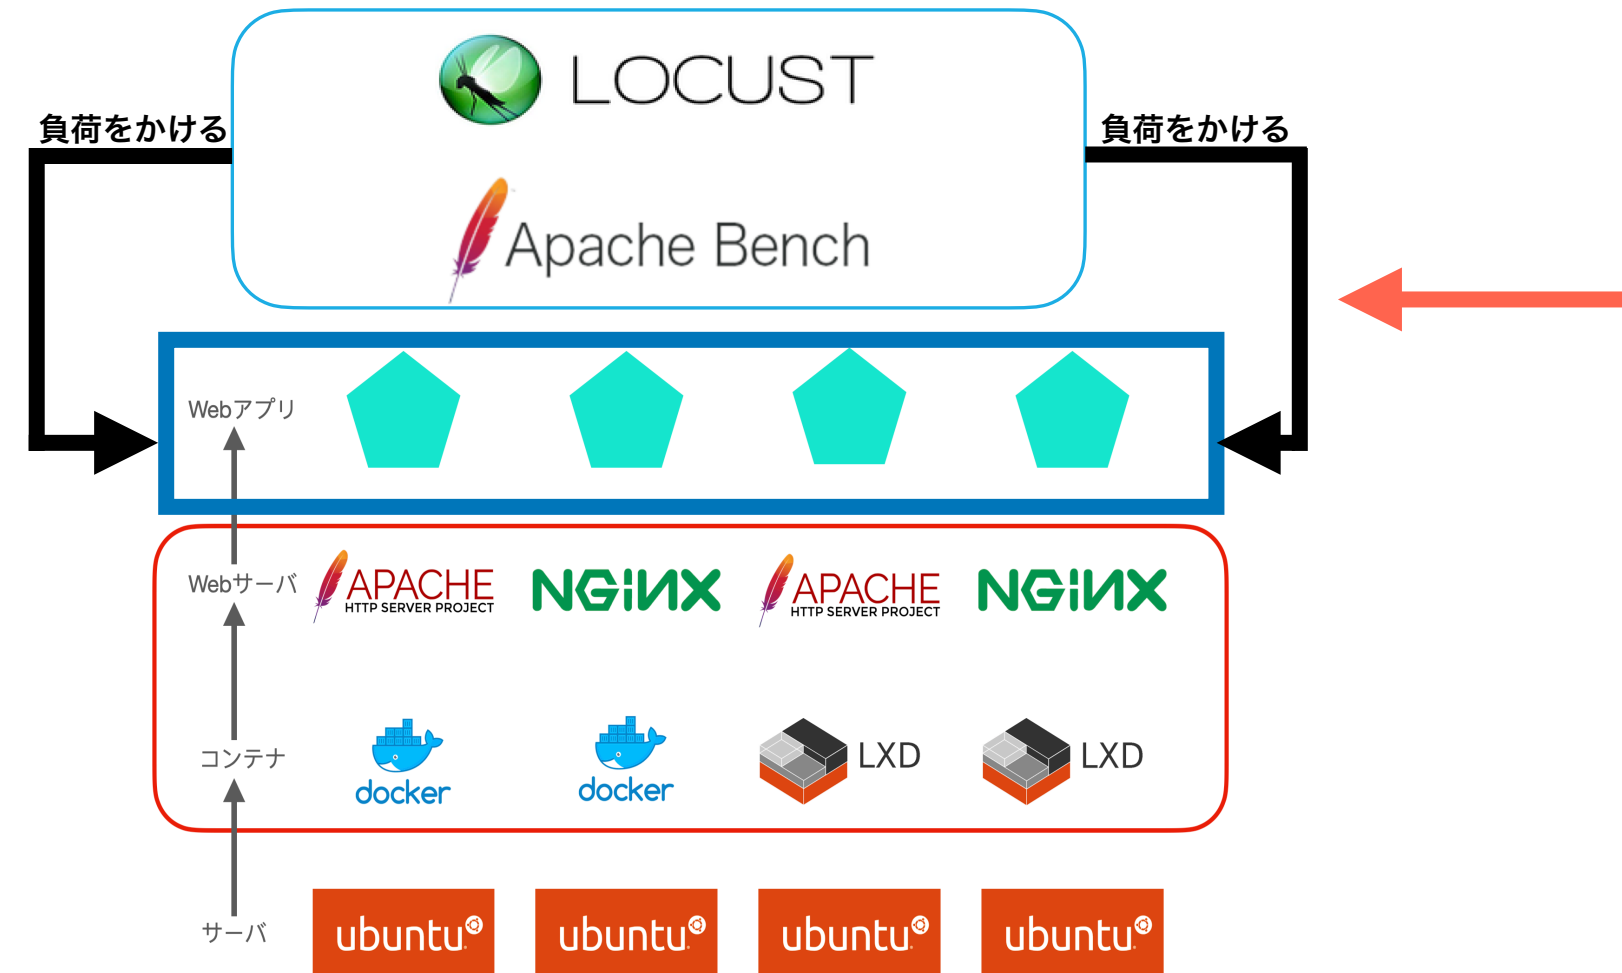 LOCUST
負荷をかける
負荷をかける
Apache Bench
Webアプリ
Webサーバ
APACHE
HTTP SERVER PROJECT
NGINX
APACHE
HTTP SERVER PROJECT
NGINX
コンテナ
docker
docker
LXD
LXD
サーバ
ubuntu
ubuntu
ubuntu
ubuntu